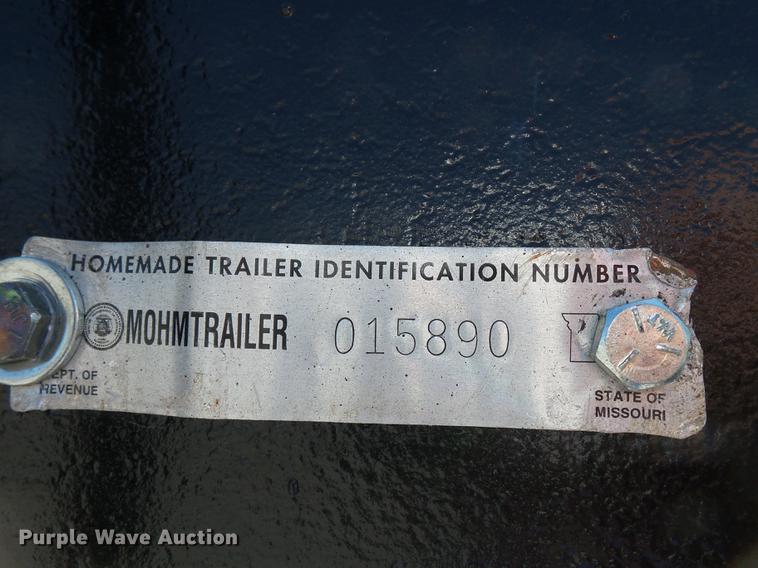 HOMEMADE TRAILER IDENTIFICATION NUMBER
MOHMTRAILER 015890
DEPT. OF
REVENUE
STATE OF
MISSOURI
Purple Wave Auction